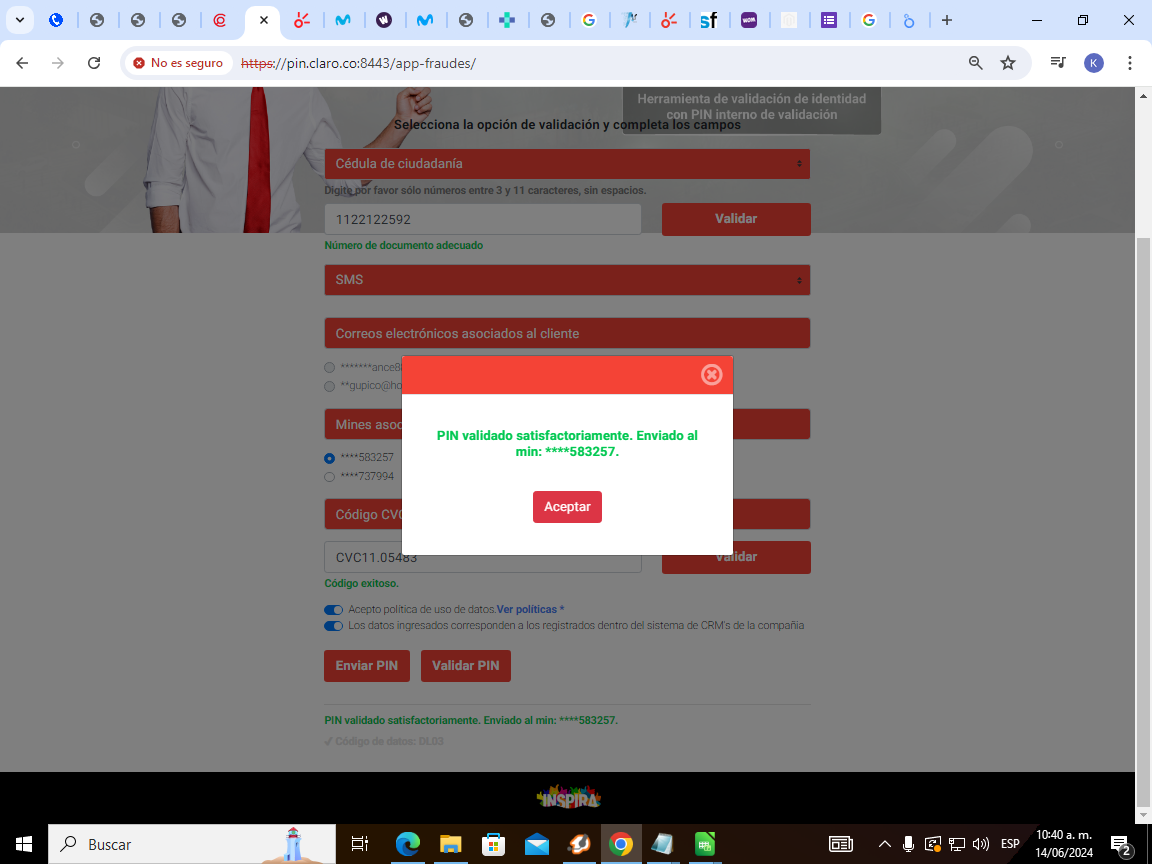 No es seguro
https://pin.claro.co:8443/app-fraudes/
Herramienta de validación de identidad
con PIN interno de validación
Selecciona la opción de validación y completa los campos
Cédula de ciudadanía
Digite por favor sólo números entre 3 y 11 caracteres, sin espacios.
1122122592
Validar
Número de documento adecuado
SMS
Correos electrónicos asociados al cliente
*******ance8
**gupico@ho
Mines asoc
****583257
****737994
PIN validado satisfactoriamente. Enviado al
min: ****583257.
Aceptar
Código CVC
CVC11.05483
Validar
Código exitoso.
Acepto política de uso de datos.Ver políticas *
Los datos ingresados corresponden a los registrados dentro del sistema de CRM's de la compañia
Enviar PIN
Validar PIN
PIN validado satisfactoriamente. Enviado al min: ****583257.
✔ Código de datos: DL03
INSPIRA
Buscar
ESP
10:40 a. m.
14/06/2024
2